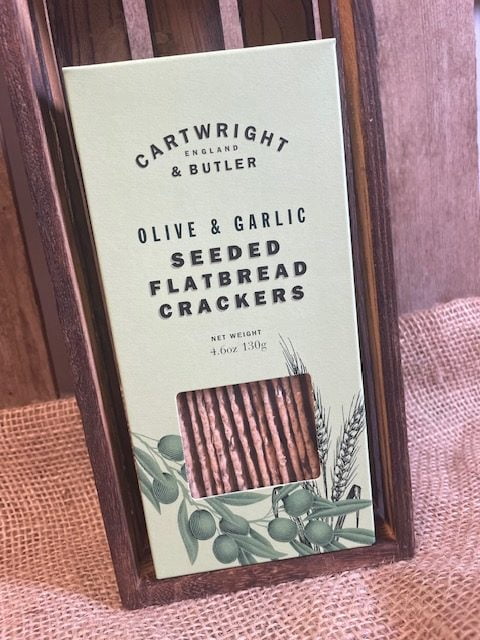 CARTWRIGHT
ENGLAND
& BUTLER
OLIVE & GARLIC
SEEDED
FLATBREAD
CRACKERS
NET WEIGHT
4.6oz 130g